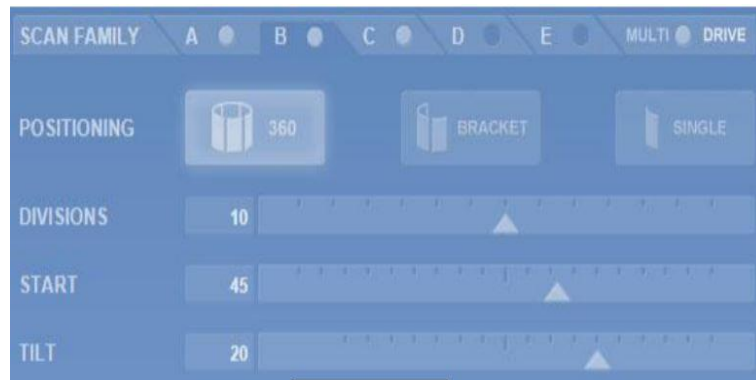 SCAN FAMILY A B C D E MULTI DRIVE
POSITIONING 360 BRACKET SINGLE
DIVISIONS 10
START 45
TILT 20